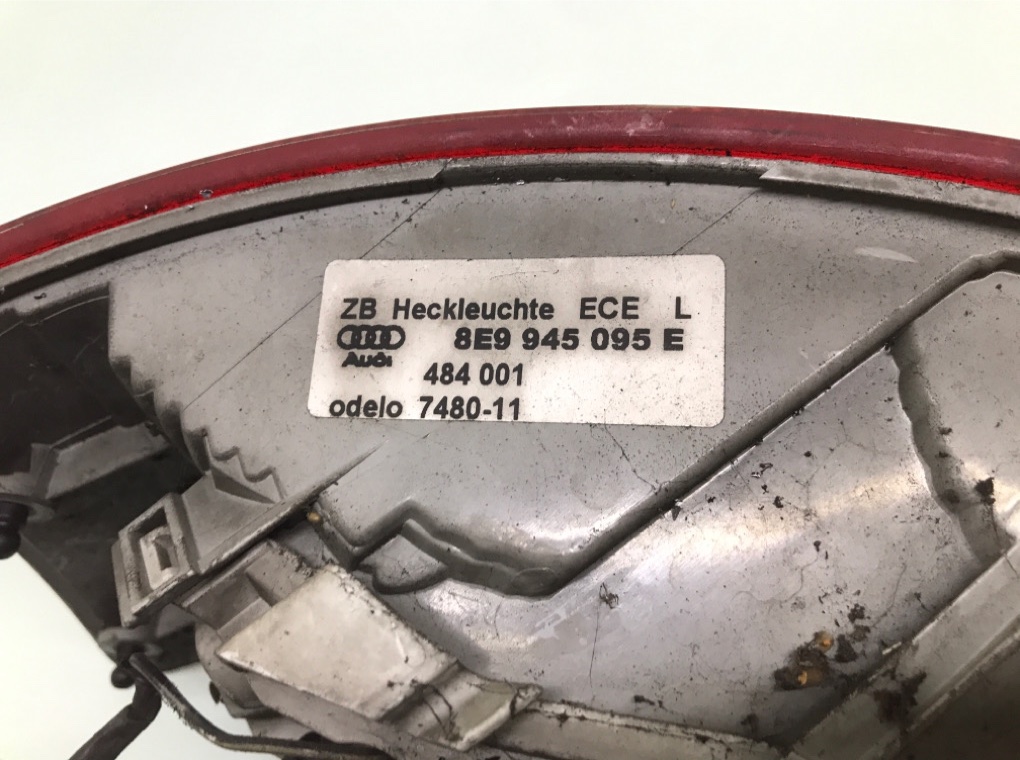 ZB Heckleuchte ECE L
8E9 945 095 E
Audi
484 001
odelo 7480-11